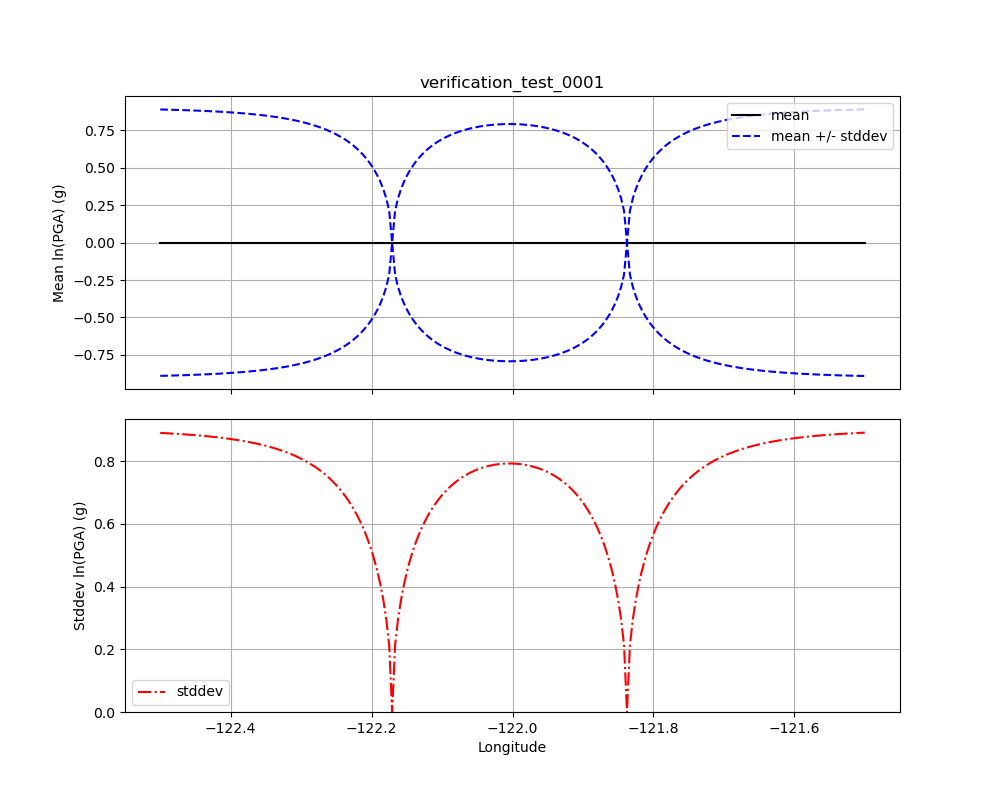 verification_test_0001
Mean ln(PGA) (g)
0.75
0.50
0.25
0.00
−0.25
−0.50
−0.75
mean
mean +/- stddev
Stddev ln(PGA) (g)
0.8
0.6
0.4
0.2
0.0
stddev
−122.4 −122.2 −122.0 −121.8 −121.6
Longitude